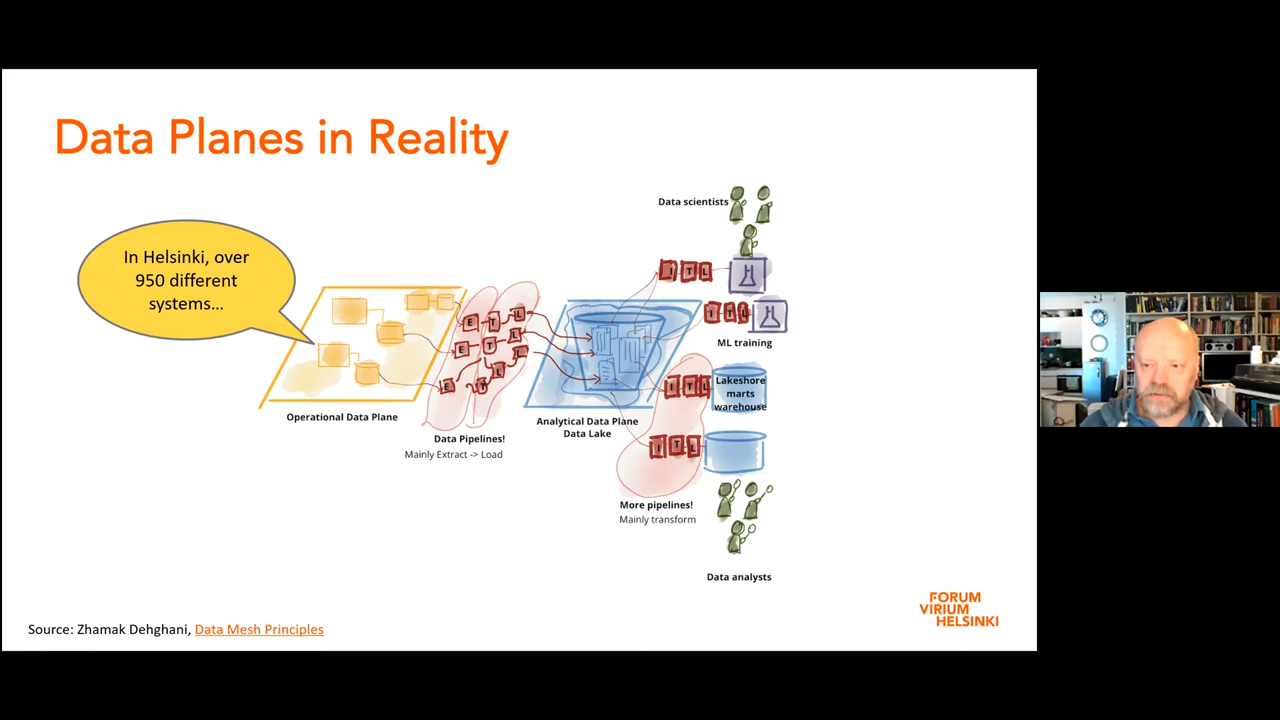 Data Planes in Reality
In Helsinki, over
950 different
systems...
Data scientists
I T L
I T L
ML training
E T L
E T L
E T L
I T L
Lakeshore
marts
warehouse
Operational Data Plane
Analytical Data Plane
Data Lake
Data Pipelines!
Mainly Extract -> Load
I T L
More pipelines!
Mainly transform
Data analysts
FORUM
VIRIUM
HELSINKI
Source: Zhamak Dehghani, Data Mesh Principles